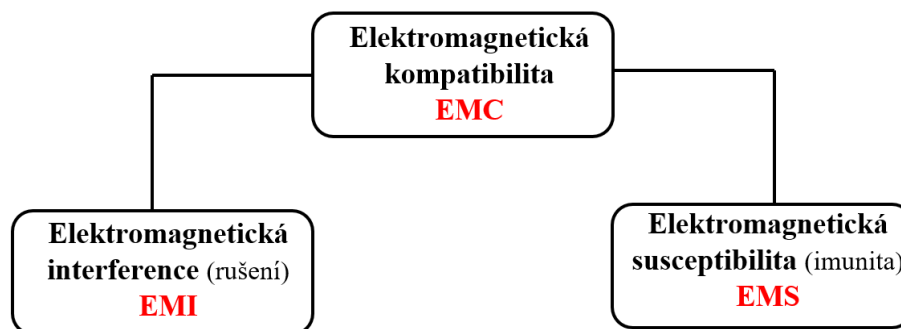 Elektromagnetická
kompatibilita
EMC
Elektromagnetická
interference (rušení)
EMI
Elektromagnetická
susceptibilita (imunita)
EMS